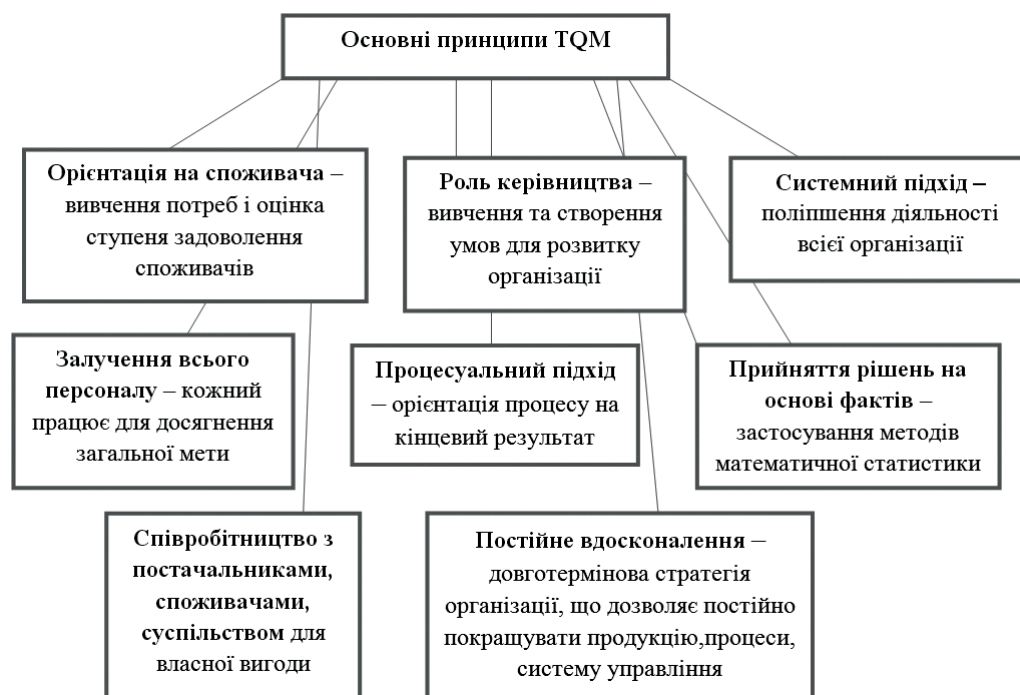 Основні принципи TQM
Орієнтація на споживача –
вивчення потреб і оцінка
ступеня задоволення
споживачів
Роль керівництва –
вивчення та створення
умов для розвитку
організації
Системний підхід –
поліпшення діяльності
всієї організації
Залучення всього
персоналу – кожний
працює для досягнення
загальної мети
Процесуальний підхід
– орієнтація процесу на
кінцевий результат
Прийняття рішень на
основі фактів –
застосування методів
математичної статистики
Співробітництво з
постачальниками,
споживачами,
суспільством для
власної вигоди
Постійне вдосконалення –
довготермінова стратегія
організації, що дозволяє постійно
покращувати продукцію,процеси,
систему управління